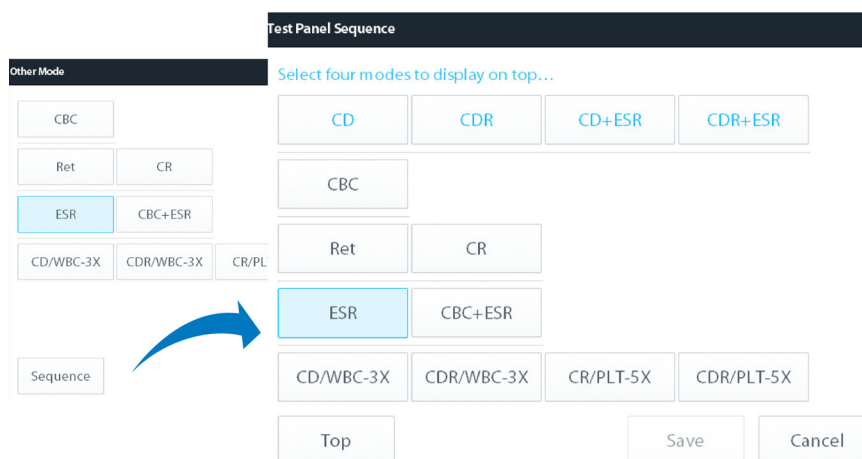 Other Mode
CBC
Ret CR
ESR CBC+ESR
CD/WBC-3X CDR/WBC-3X CR/PL
Sequence
Test Panel Sequence
Select four modes to display on top...
CD CDR CD+ESR CDR+ESR
CBC
Ret CR
ESR CBC+ESR
CD/WBC-3X CDR/WBC-3X CR/PLT-5X CDR/PLT-5X
Top Save Cancel